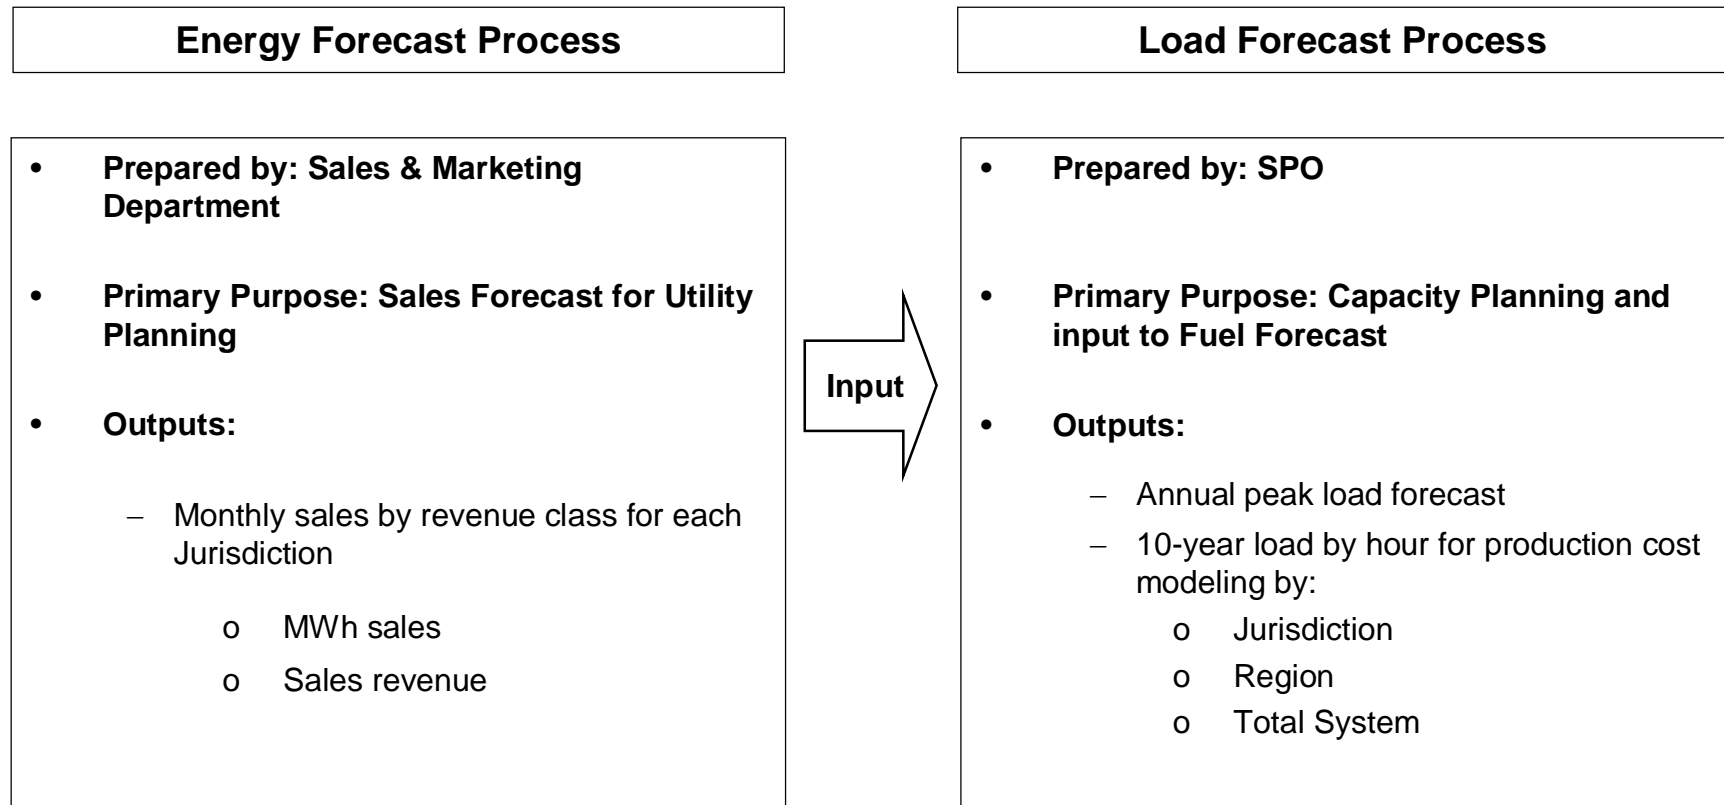 Energy Forecast Process
• Prepared by: Sales & Marketing
Department
• Primary Purpose: Sales Forecast for Utility
Planning
• Outputs:
– Monthly sales by revenue class for each
Jurisdiction
o MWh sales
o Sales revenue
Input
Load Forecast Process
• Prepared by: SPO
• Primary Purpose: Capacity Planning and
input to Fuel Forecast
• Outputs:
– Annual peak load forecast
– 10-year load by hour for production cost
modeling by:
o Jurisdiction
o Region
o Total System